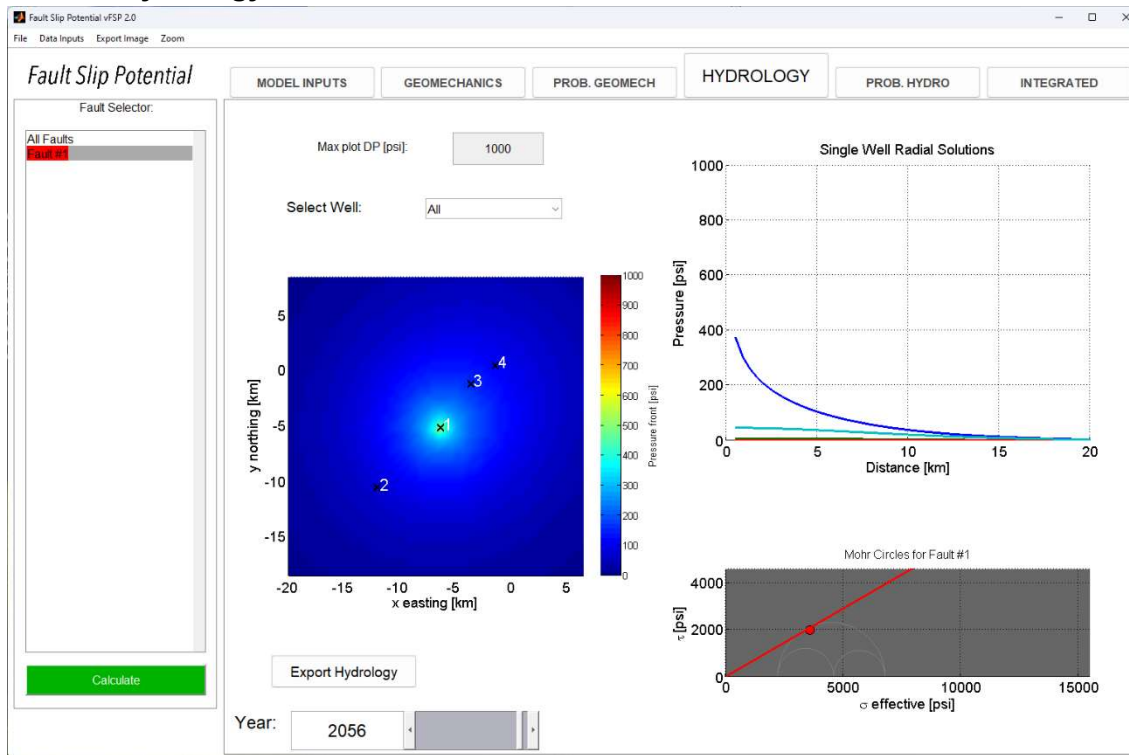 Fault Slip Potential vFSP 2.0
File Data Inputs Export Image Zoom
Fault Slip Potential
MODEL INPUTS GEOMECHANICS PROB. GEOMECH HYDROLOGY PROB. HYDRO INTEGRATED
Fault Selector:
All Faults
Fault #1
Calculate
Max plot DP [psi]: 1000
Select Well: All
5
0
-5
-10
-15
y northing [km]
-20 -15 -10 -5 0 5
x easting [km]
1
2
3
4
1000
900
800
700
600
500
400
300
200
100
0
Pressure front [psi]
Export Hydrology
Year: 2056
Single Well Radial Solutions
1000
800
600
400
200
0
Pressure [psi]
0 5 10 15 20
Distance [km]
Mohr Circles for Fault #1
4000
2000
0
τ [psi]
0 5000 10000 15000
σ effective [psi]